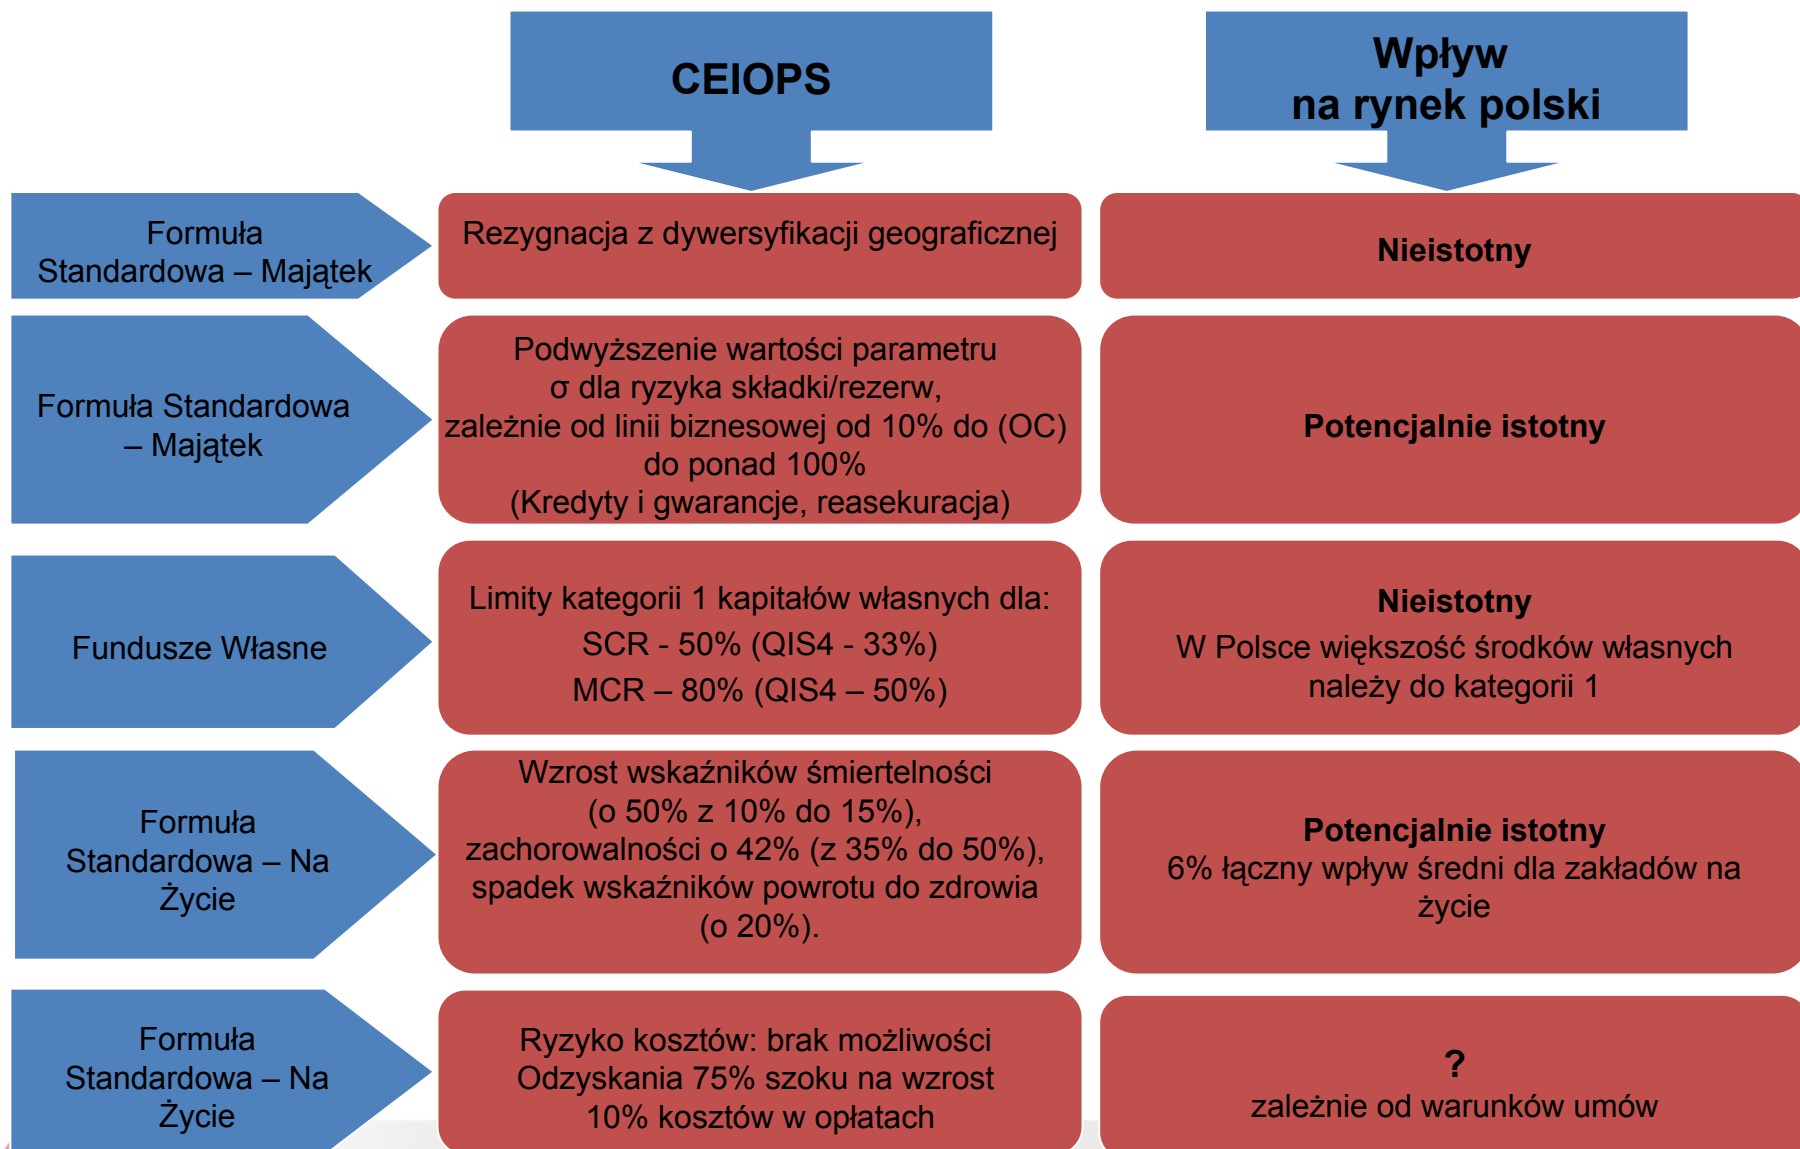 CEIOPS
Wpływ
na rynek polski
Formuła
Standardowa – Majątek
Rezygnacja z dywersyfikacji geograficznej
Nieistotny
Formuła Standardowa
– Majątek
Podwyższenie wartości parametru
σ dla ryzyka składki/rezerw,
zależnie od linii biznesowej od 10% do (OC)
do ponad 100%
(Kredyty i gwarancje, reasekuracja)
Potencjalnie istotny
Fundusze Własne
Limity kategorii 1 kapitałów własnych dla:
SCR - 50% (QIS4 - 33%)
MCR – 80% (QIS4 – 50%)
Nieistotny
W Polsce większość środków własnych
należy do kategorii 1
Formuła
Standardowa – Na
Życie
Wzrost wskaźników śmiertelności
(o 50% z 10% do 15%),
zachorowalności o 42% (z 35% do 50%),
spadek wskaźników powrotu do zdrowia
(o 20%).
Potencjalnie istotny
6% łączny wpływ średni dla zakładów na
życie
Formuła
Standardowa – Na
Życie
Ryzyko kosztów: brak możliwości
Odzyskania 75% szoku na wzrost
10% kosztów w opłatach
?
zależnie od warunków umów